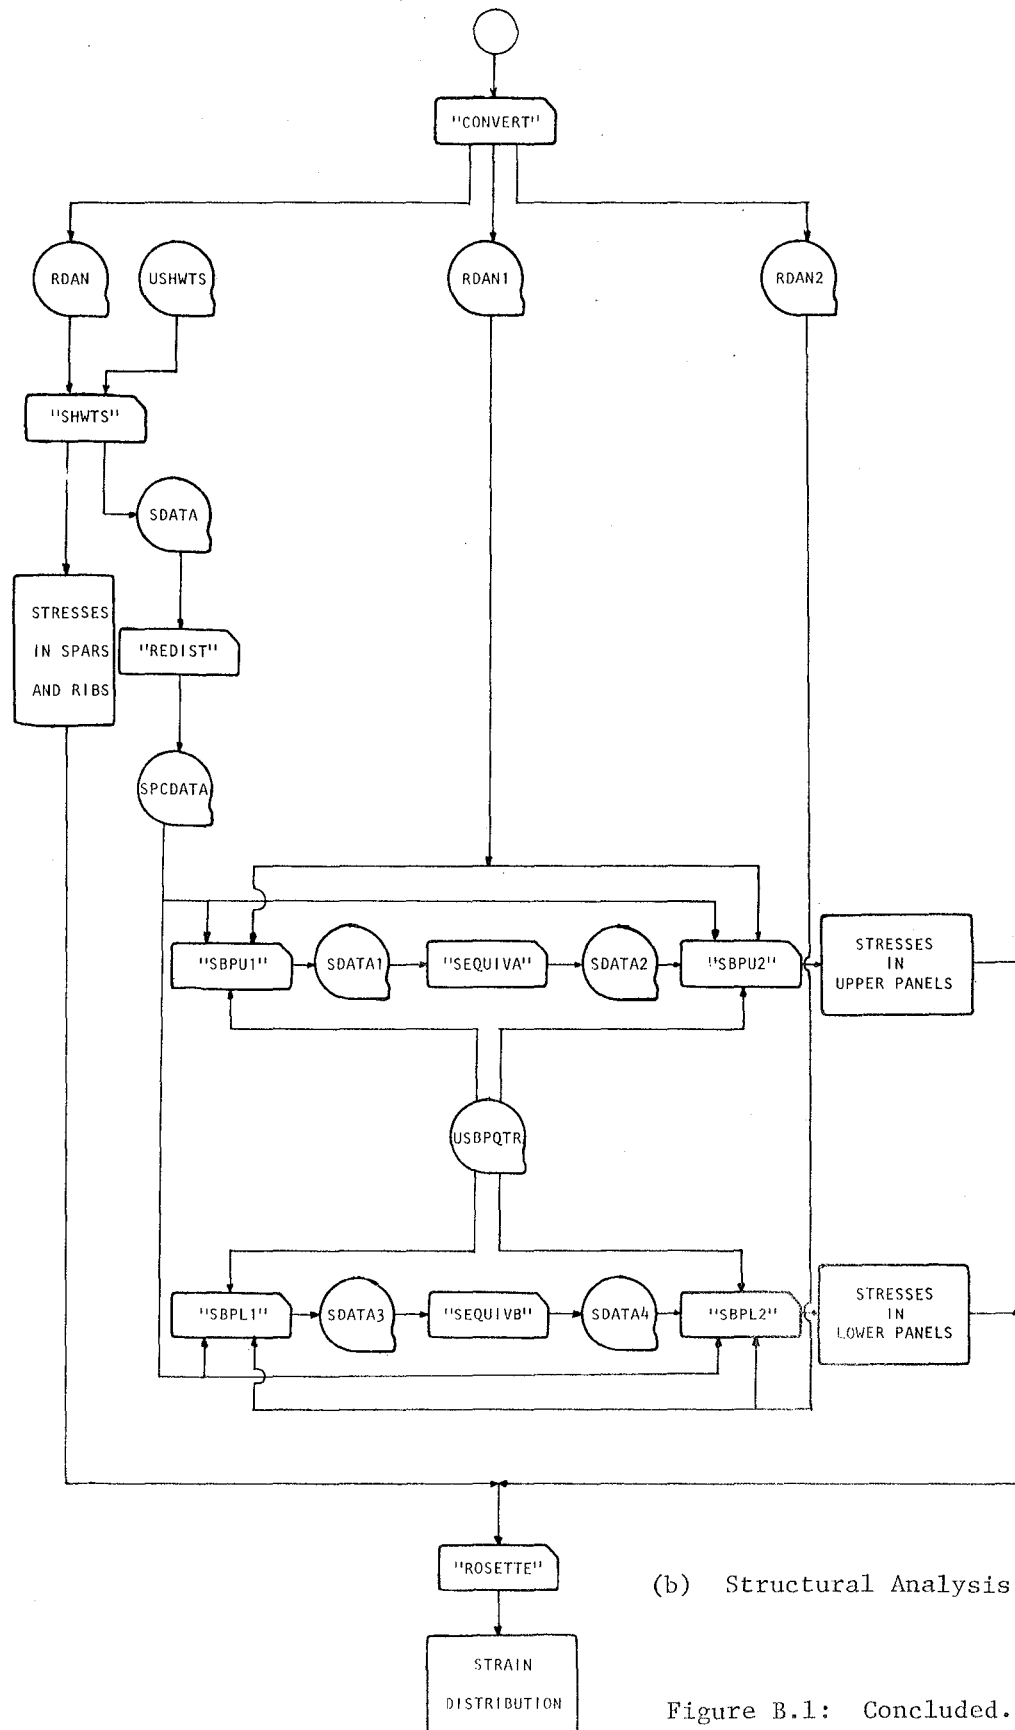 "CONVERT"
RDAN
USHWTS
RDAN1
RDAN2
"SHWTS"
SDATA
STRESSES
IN SPARS
AND RIBS
"REDIST"
SPCDATA
"SBPU1"
SDATA1
"SEQUIVA"
SDATA2
"SBPU2"
STRESSES
IN
UPPER PANELS
USBPQTR
"SBPL1"
SDATA3
"SEQUIVB"
SDATA4
"SBPL2"
STRESSES
IN
LOWER PANELS
"ROSETTE"
(b) Structural Analysis
STRAIN
DISTRIBUTION
Figure B.1: Concluded.